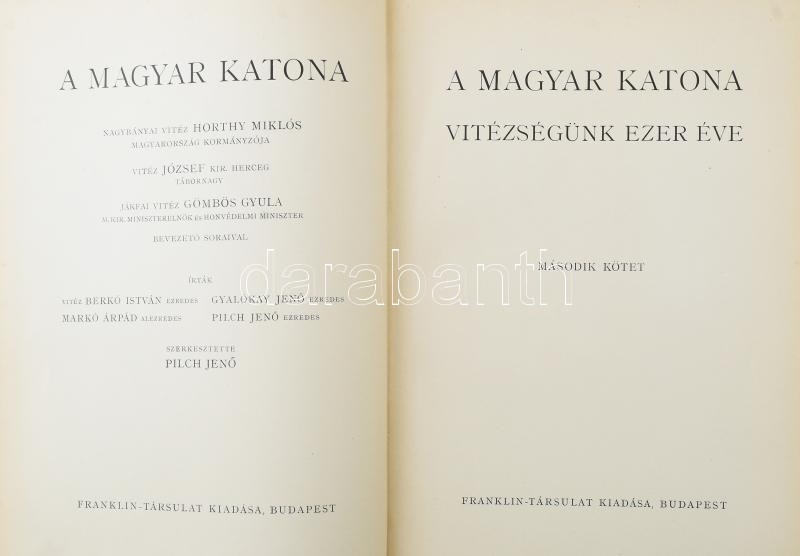 A MAGYAR KATONA
NAGYBÁNYAI VITÉZ HORTHY MIKLÓS
MAGYARORSZÁG KORMÁNYZÓJA
VITÉZ JÓZSEF KIR. HERCEG
TÁBORNAGY
JÁKFAI VITÉZ GÖMBÖS GYULA
M. KIR. MINISZTERELNÖK ÉS HONVÉDELMI MINISZTER
BEVEZETŐ SORAIVAL
ÍRTÁK
VITÉZ BERKÓ ISTVÁN EZREDES GYALOKAY JENŐ EZREDES
MARKÓ ÁRPÁD ALEZREDES PILCH JENŐ EZREDES
SZERKESZTETTE
PILCH JENŐ
FRANKLIN-TÁRSULAT KIADÁSA, BUDAPEST
A MAGYAR KATONA
VITÉZSÉGÜNK EZER ÉVE
MÁSODIK KÖTET
FRANKLIN-TÁRSULAT KIADÁSA, BUDAPEST
darabanth